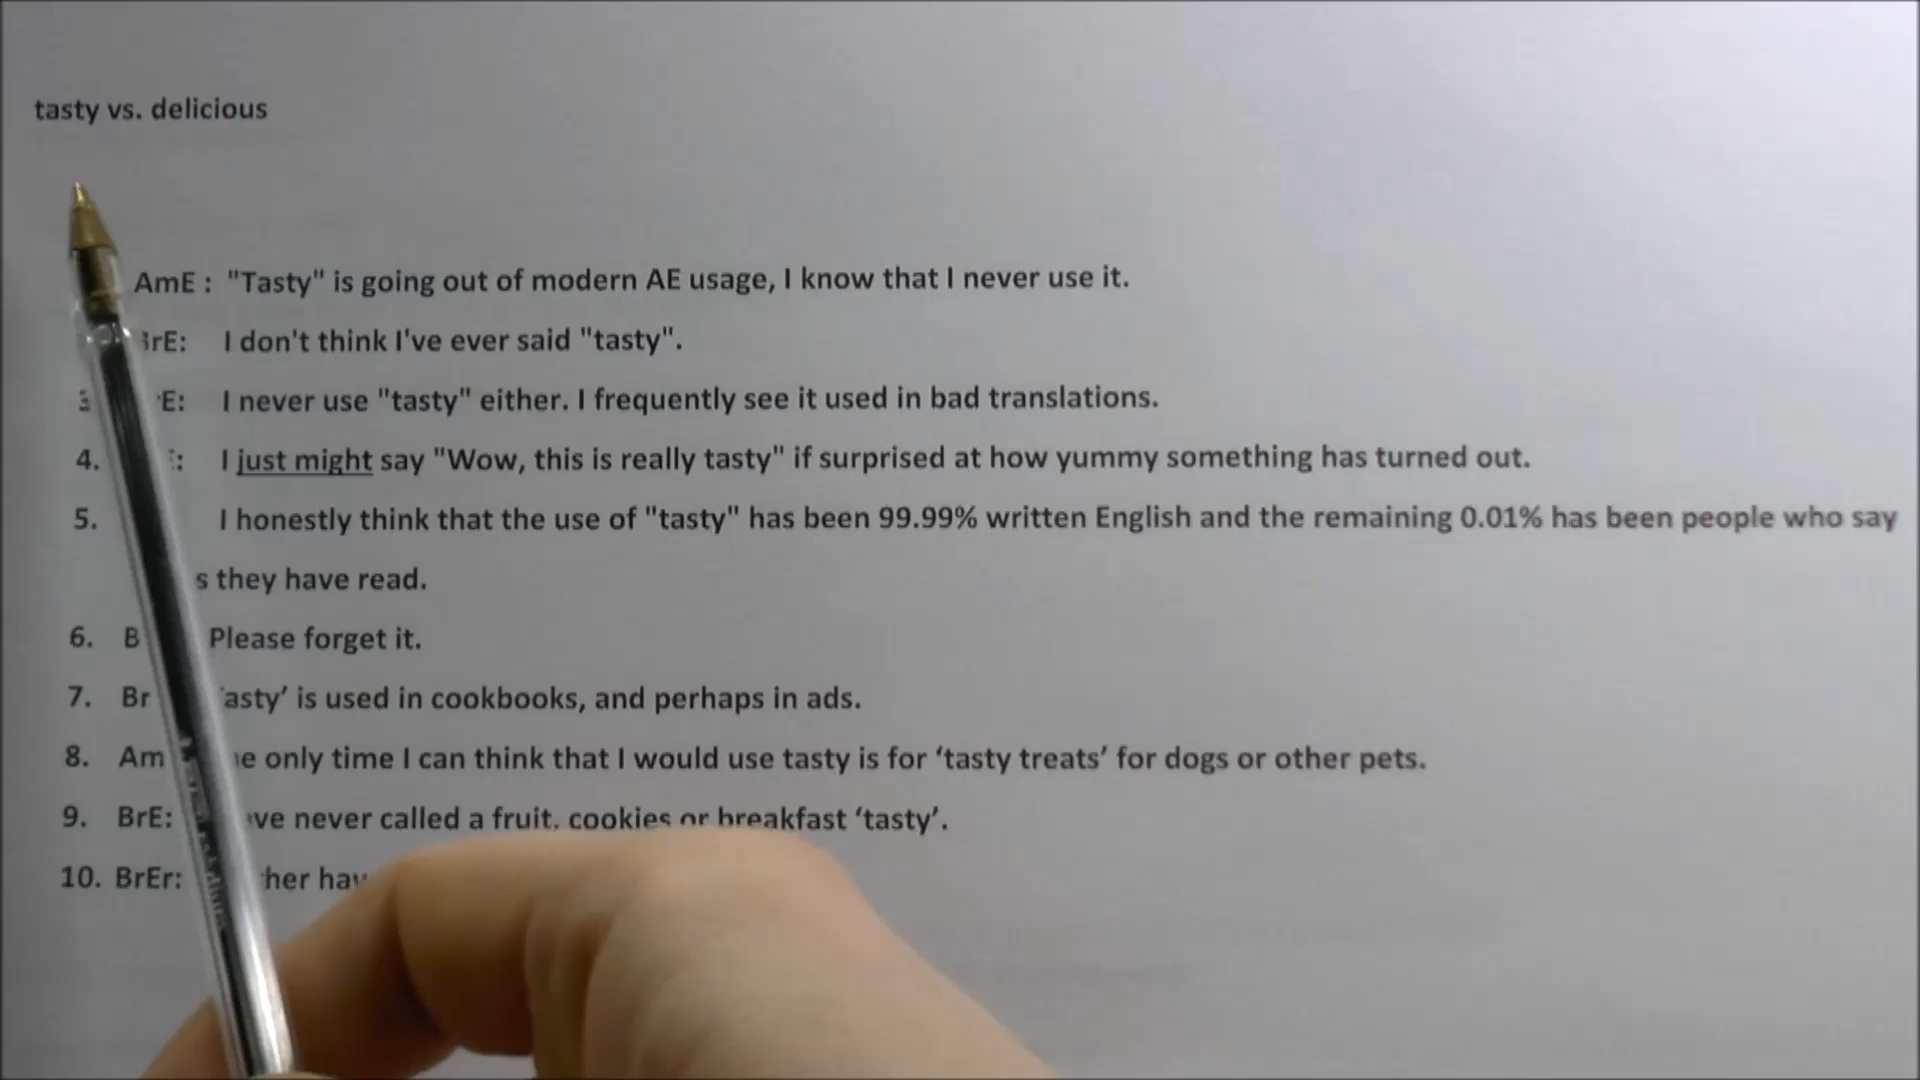 tasty vs. delicious
AmE : "Tasty" is going out of modern AE usage, I know that I never use it.
I don't think I've ever said "tasty".
I never use "tasty" either. I frequently see it used in bad translations.
4. I just might say "Wow, this is really tasty" if surprised at how yummy something has turned out.
5. I honestly think that the use of "tasty" has been 99.99% written English and the remaining 0.01% has been people who say
they have read.
6. Please forget it.
7. is used in cookbooks, and perhaps in ads.
8. only time I can think that I would use tasty is for ‘tasty treats’ for dogs or other pets.
9. BrE: never called a fruit, cookies or breakfast ‘tasty’.
10. BrEr: